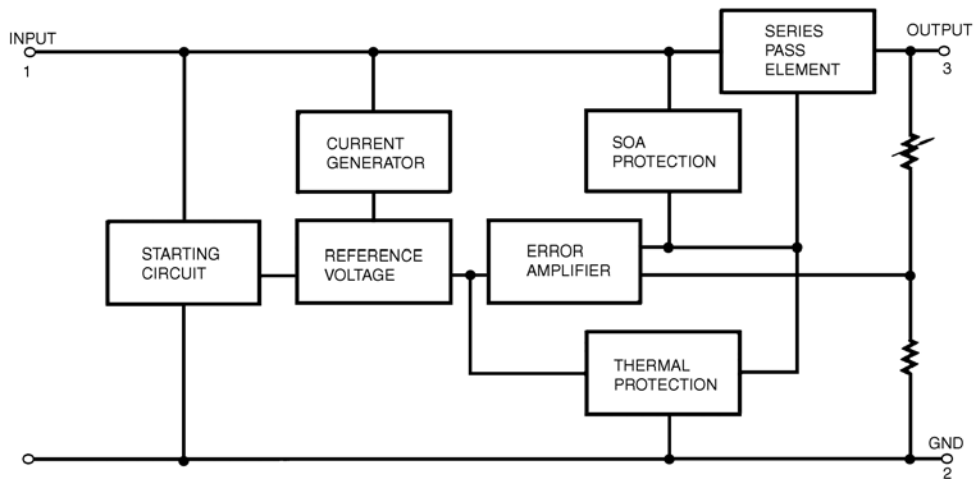 INPUT
1
SERIES
PASS
ELEMENT
OUTPUT
3
CURRENT
GENERATOR
SOA
PROTECTION
STARTING
CIRCUIT
REFERENCE
VOLTAGE
ERROR
AMPLIFIER
THERMAL
PROTECTION
GND
2